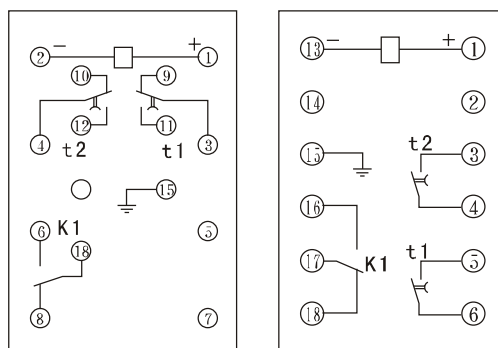 ② − + ①
⑩ ⑨
⑫ ⑪
④ t2 t1 ③
⑮
⑥ K1 ⑤
⑱
⑧ ⑦
⑬ − + ①
⑭ ②
⑮ t2 ③
⑯ ④
⑰ K1 t1 ⑤
⑱ ⑥